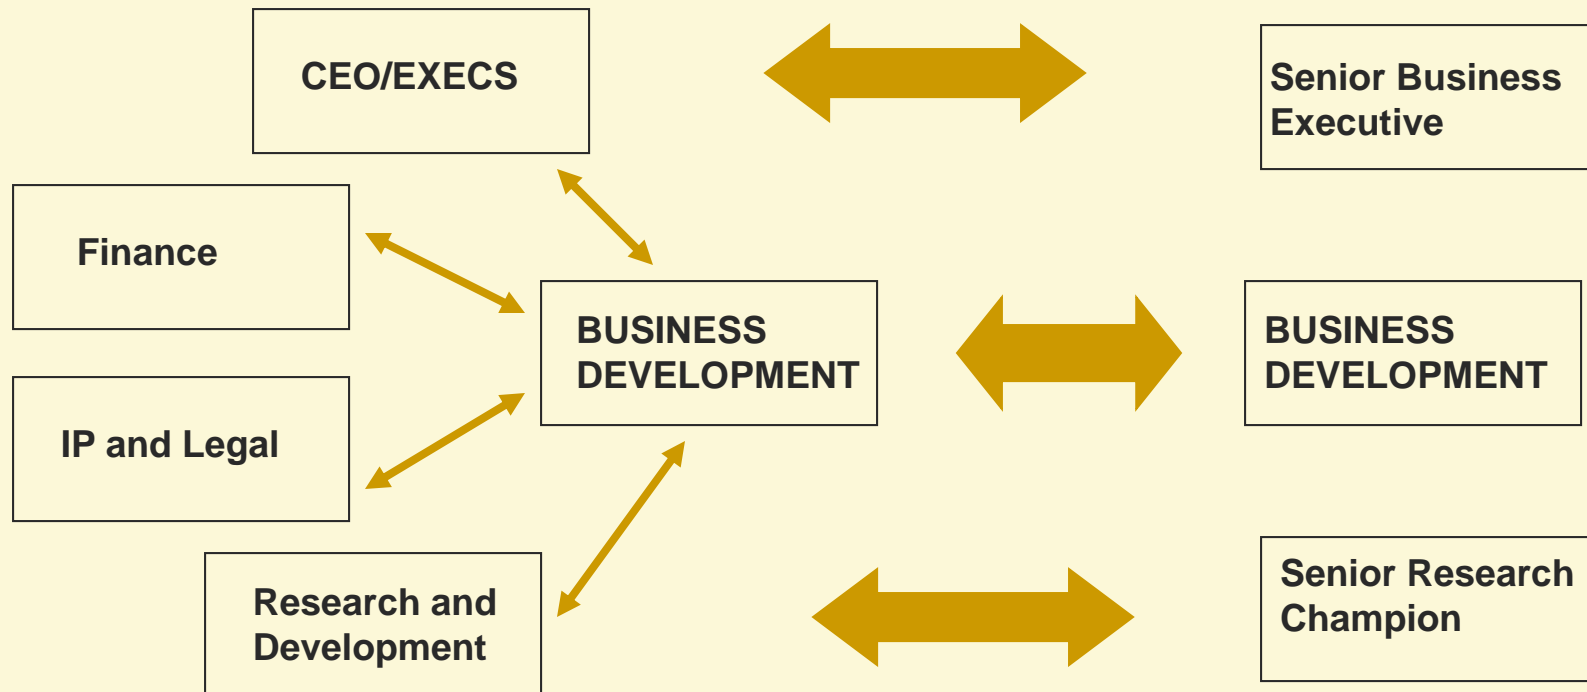 CEO/EXECS
Senior Business
Executive
Finance
BUSINESS
DEVELOPMENT
BUSINESS
DEVELOPMENT
IP and Legal
Research and
Development
Senior Research
Champion